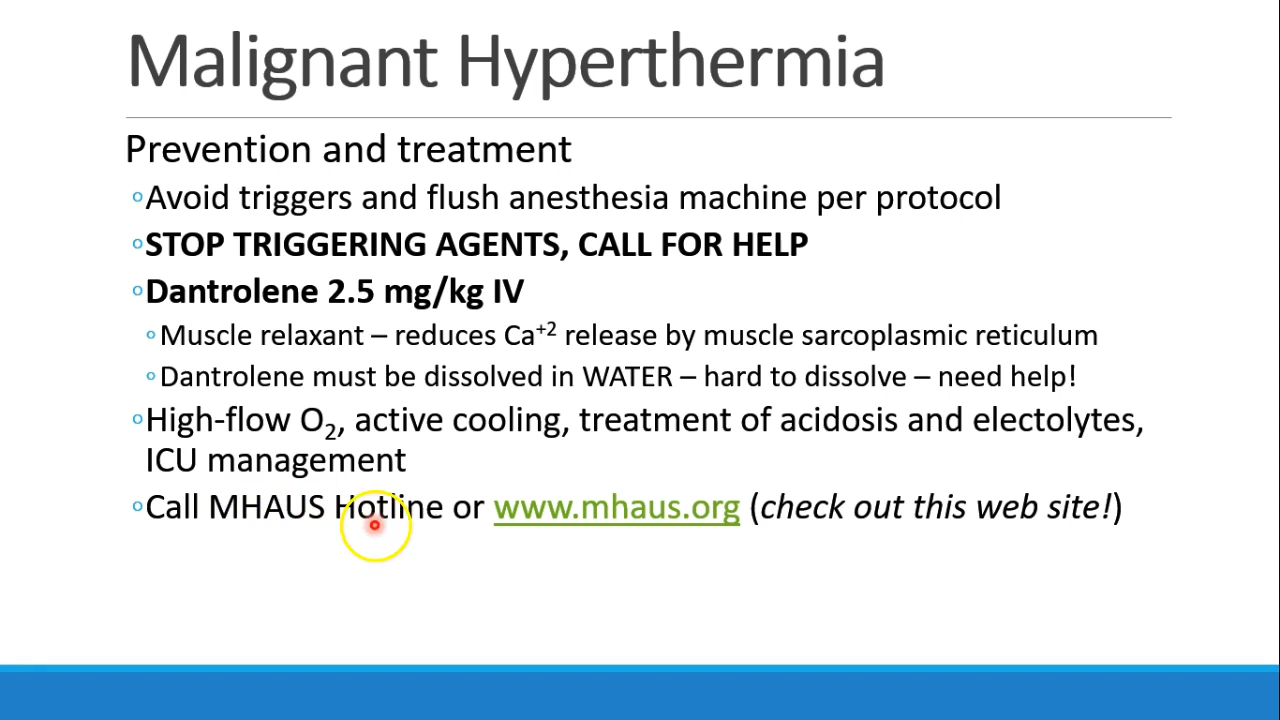 Malignant Hyperthermia
Prevention and treatment
◦Avoid triggers and flush anesthesia machine per protocol
◦STOP TRIGGERING AGENTS, CALL FOR HELP
◦Dantrolene 2.5 mg/kg IV
◦Muscle relaxant – reduces Ca⁺² release by muscle sarcoplasmic reticulum
◦Dantrolene must be dissolved in WATER – hard to dissolve – need help!
◦High-flow O₂, active cooling, treatment of acidosis and electolytes,
ICU management
◦Call MHAUS Hotline or www.mhaus.org (check out this web site!)